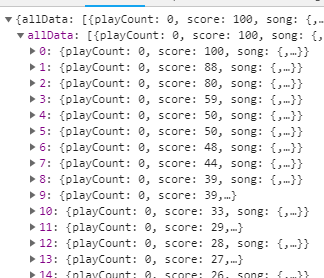 ▼{allData: [{playCount: 0, score: 100, song: {,…
▼allData: [{playCount: 0, score: 100, song: {,
▶0: {playCount: 0, score: 100, song: {,…}}
▶1: {playCount: 0, score: 88, song: {,…}}
▶2: {playCount: 0, score: 80, song: {,…}}
▶3: {playCount: 0, score: 59, song: {,…}}
▶4: {playCount: 0, score: 50, song: {,…}}
▶5: {playCount: 0, score: 50, song: {,…}}
▶6: {playCount: 0, score: 48, song: {,…}}
▶7: {playCount: 0, score: 44, song: {,…}}
▶8: {playCount: 0, score: 39, song: {,…}}
▶9: {playCount: 0, score: 39,…}
▶10: {playCount: 0, score: 33, song: {,…}}
▶11: {playCount: 0, score: 29,…}
▶12: {playCount: 0, score: 28, song: {,…}}
▶13: {playCount: 0, score: 27,…}
▶14: {playCount: 0, score: 26, song: {,…}}